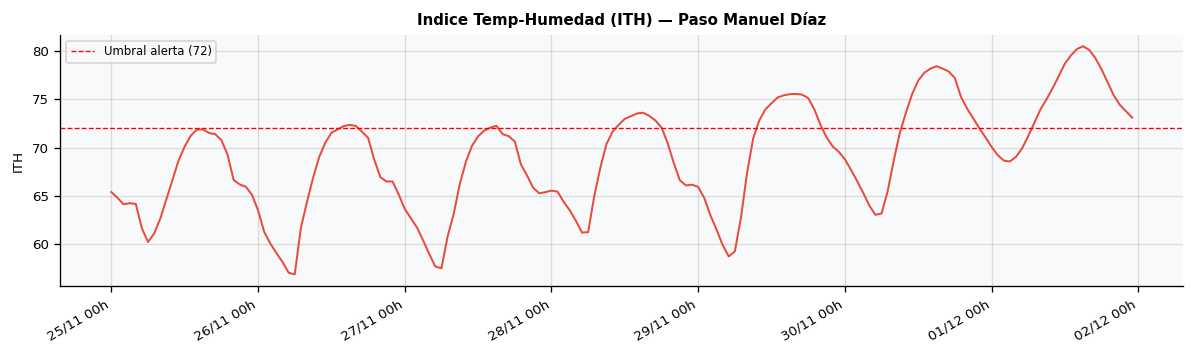 Indice Temp-Humedad (ITH) — Paso Manuel Díaz
Umbral alerta (72)
ITH
80
75
70
65
60
25/11 00h
26/11 00h
27/11 00h
28/11 00h
29/11 00h
30/11 00h
01/12 00h
02/12 00h